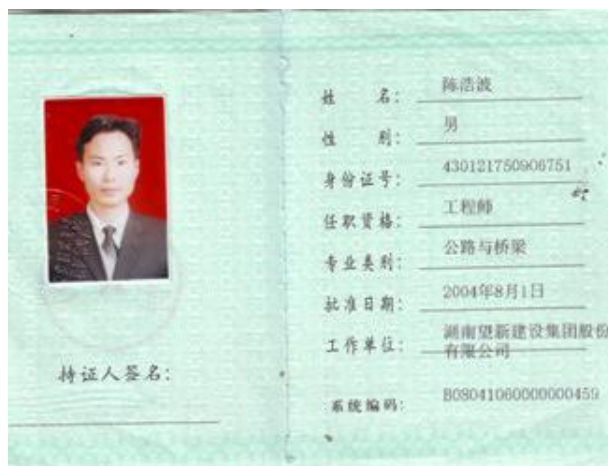 持证人签名:
姓 名: 陈浩波
性 别: 男
身份证号: 430121750906751
任职资格: 工程师
专业类别: 公路与桥梁
批准日期: 2004年8月1日
工作单位: 湖南望新建设集团股份
有限公司
系统编码: B08041060000000459